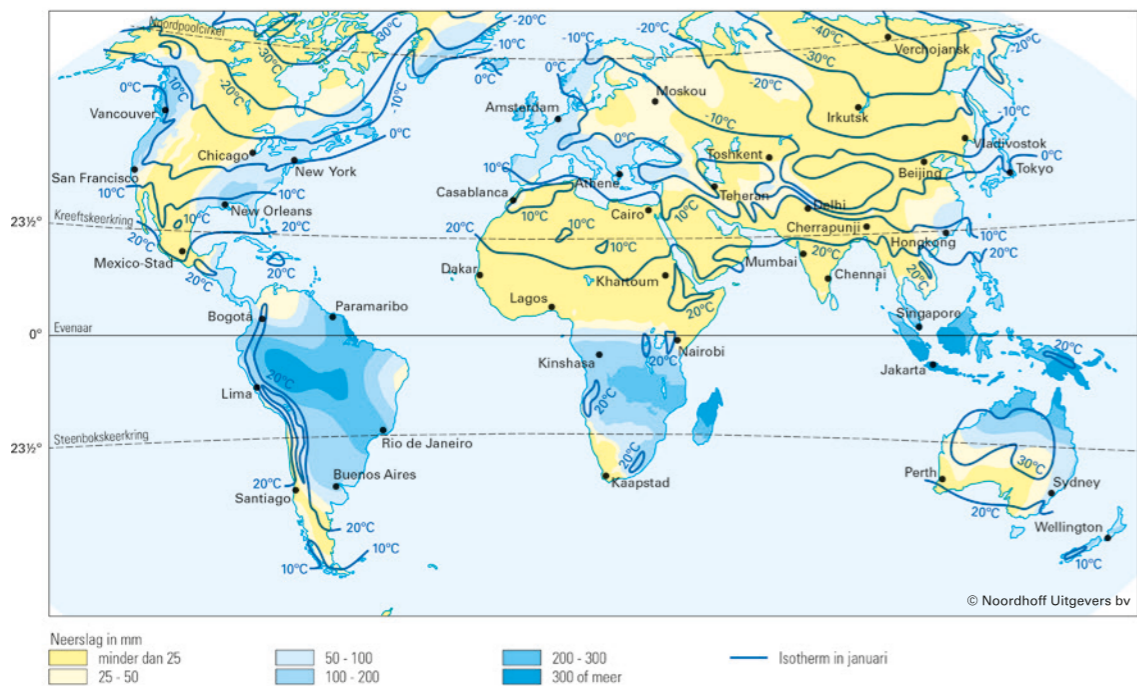 Noordpoolcirkel
-20°C
-30°C
-20°C
-10°C
-10°C
0°C
-30°C
-20°C
-10°C
0°C
Vancouver
-10°C
0°C
Chicago
New York
San Francisco
10°C
10°C
New Orleans
Kreeftskeerkring
23½°
10°C
20°C
20°C
Mexico-Stad
20°C
20°C
-10°C
0°C
-40°C
Verchojansk
-30°C
-20°C
-20°C
Moskou
Amsterdam
-10°C
Irkutsk
-10°C
0°C
Toshkent
Vladivostok
0°C
Beijing
Tokyo
10°C
Athene
Casablanca
Teheran
10°C
Cairo
10°C
Delhi
Cherrapunji
Hongkong
10°C
20°C
10°C
10°C
20°C
20°C
Dakar
Khartoum
Mumbai
Chennai
20°C
20°C
Lagos
Bogotá
Paramaribo
Singapore
0°
Evenaar
Nairobi
20°C
Kinshasa
20°C
Jakarta
20°C
Lima
20°C
Steenbokskeerkring
23½°
Rio de Janeiro
20°C
30°C
Buenos Aires
20°C
Santiago
Kaapstad
Perth
Sydney
20°C
20°C
Wellington
10°C
10°C
10°C
© Noordhoff Uitgevers bv
Neerslag in mm
minder dan 25
25 - 50
50 - 100
100 - 200
200 - 300
300 of meer
Isotherm in januari